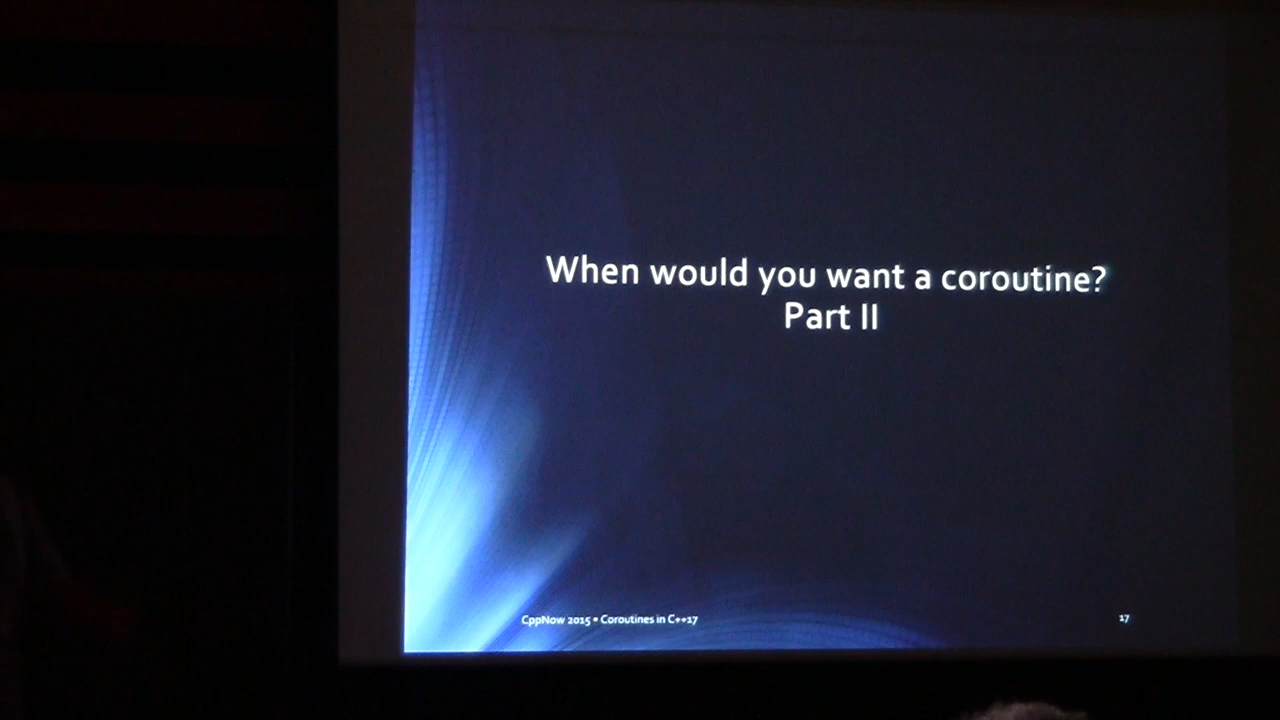 When would you want a coroutine?
Part II
CppNow 2015 • Coroutines in C++17
17